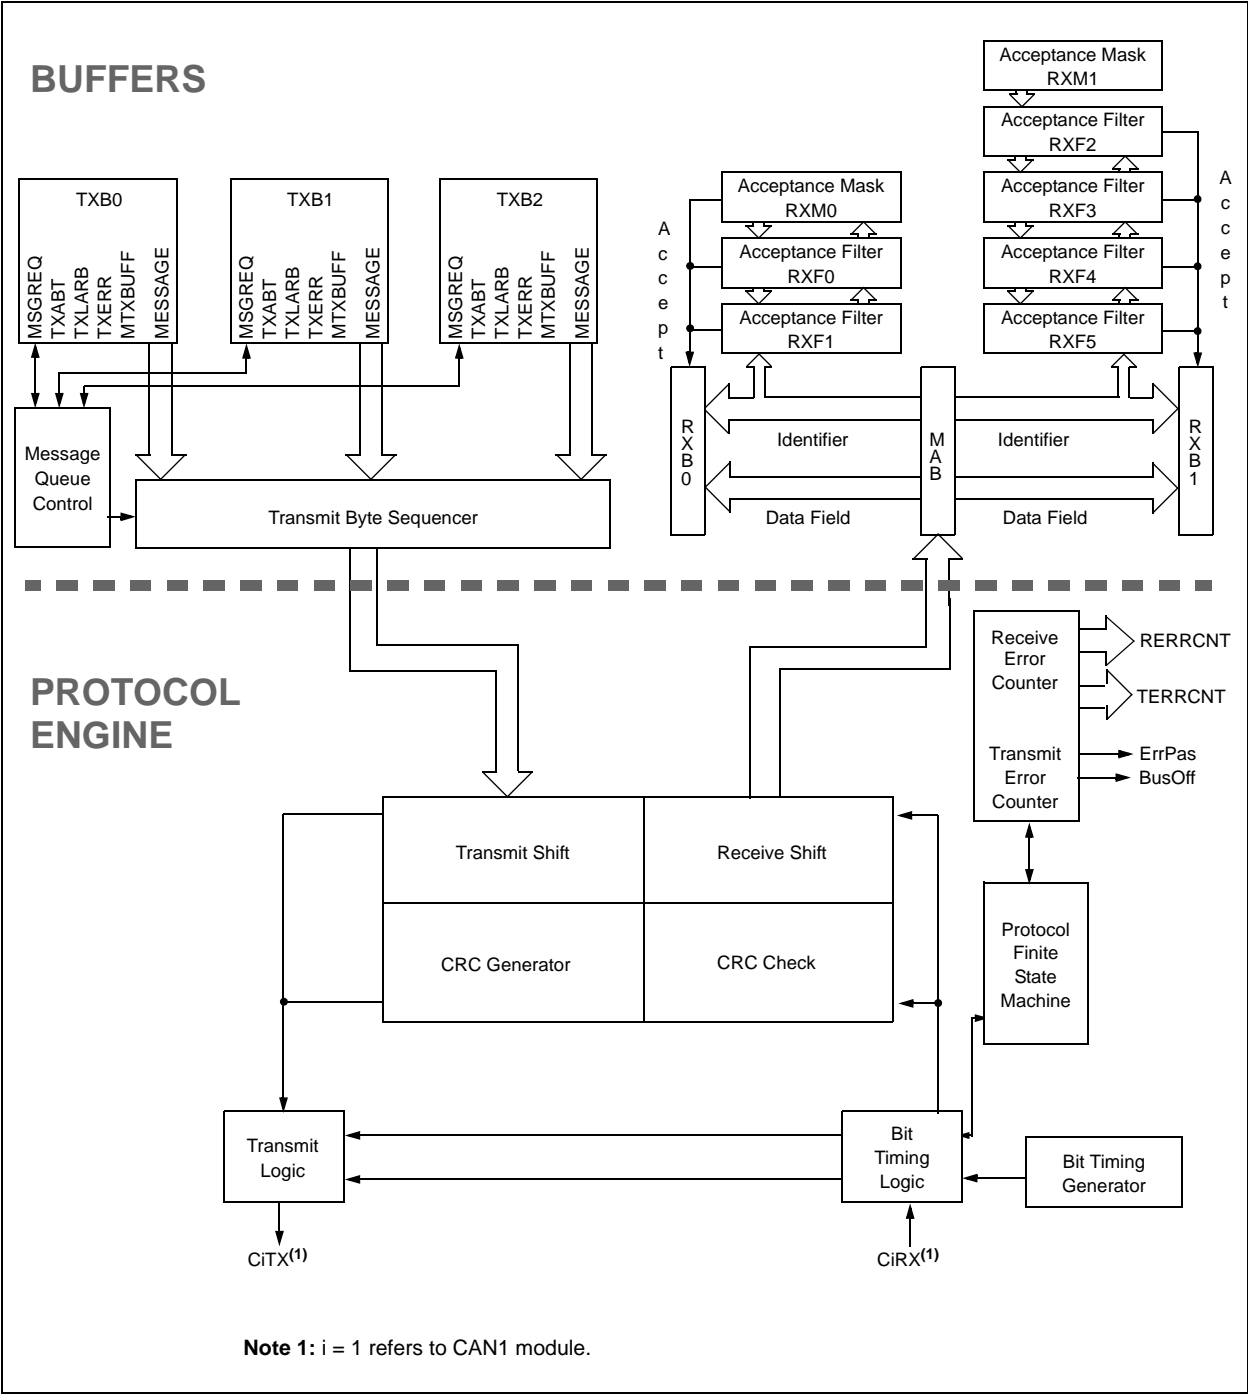 BUFFERS
Acceptance Mask
RXM1
Acceptance Filter
RXF2
Acceptance Filter
RXF3
Acceptance Filter
RXF4
Acceptance Filter
RXF5
Accept
Acceptance Mask
RXM0
Acceptance Filter
RXF0
Acceptance Filter
RXF1
Accept
TXB0
MSGREQ
TXABT
TXLARB
TXERR
MTXBUFF
MESSAGE
TXB1
MSGREQ
TXABT
TXLARB
TXERR
MTXBUFF
MESSAGE
TXB2
MSGREQ
TXABT
TXLARB
TXERR
MTXBUFF
MESSAGE
Message
Queue
Control
Transmit Byte Sequencer
RXB0
Identifier
MAB
Identifier
RXB1
Data Field
Data Field
PROTOCOL
ENGINE
Receive
Error
Counter
RERRCNT
TERRCNT
Transmit
Error
Counter
ErrPas
BusOff
Transmit Shift
Receive Shift
CRC Generator
CRC Check
Protocol
Finite
State
Machine
Transmit
Logic
Bit
Timing
Logic
Bit Timing
Generator
CiTX(1)
CiRX(1)
Note 1: i = 1 refers to CAN1 module.